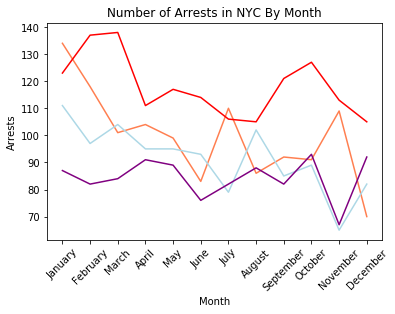 Number of Arrests in NYC By Month
140
130
120
110
100
90
80
70
Arrests
January
February
March
April
May
June
July
August
September
October
November
December
Month